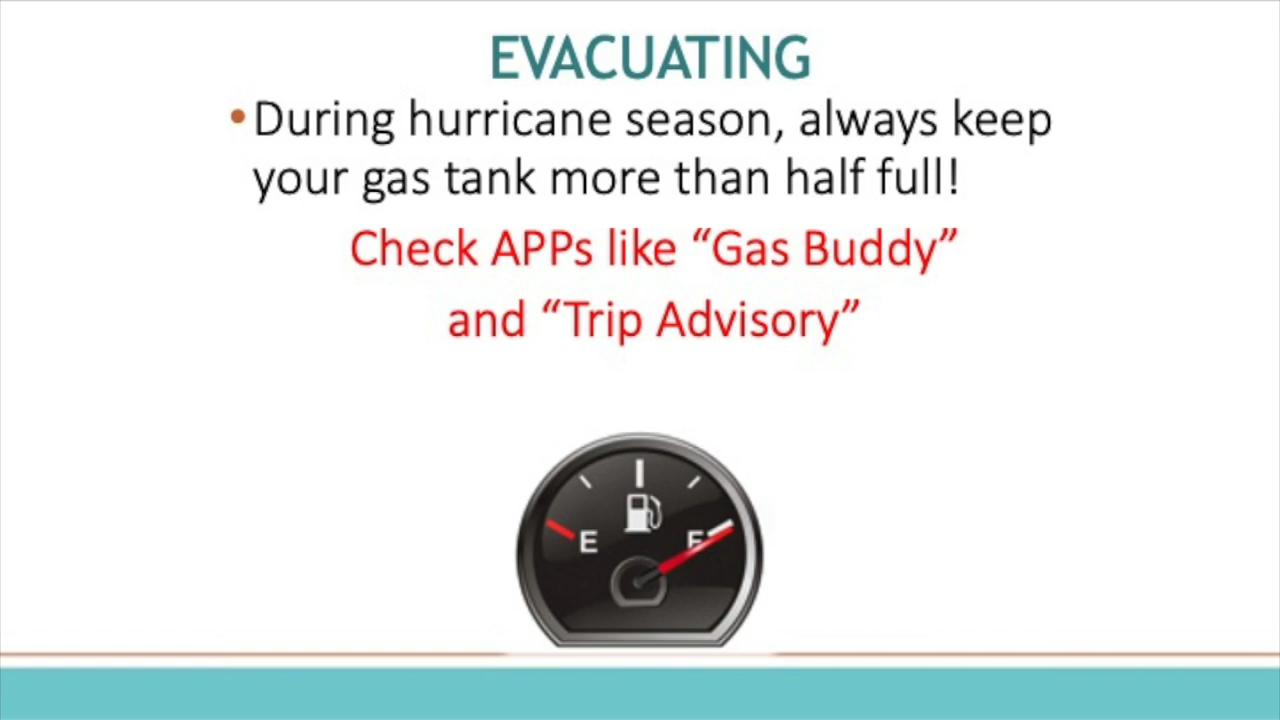 EVACUATING
•During hurricane season, always keep
your gas tank more than half full!
Check APPs like “Gas Buddy”
and “Trip Advisory”
E
F